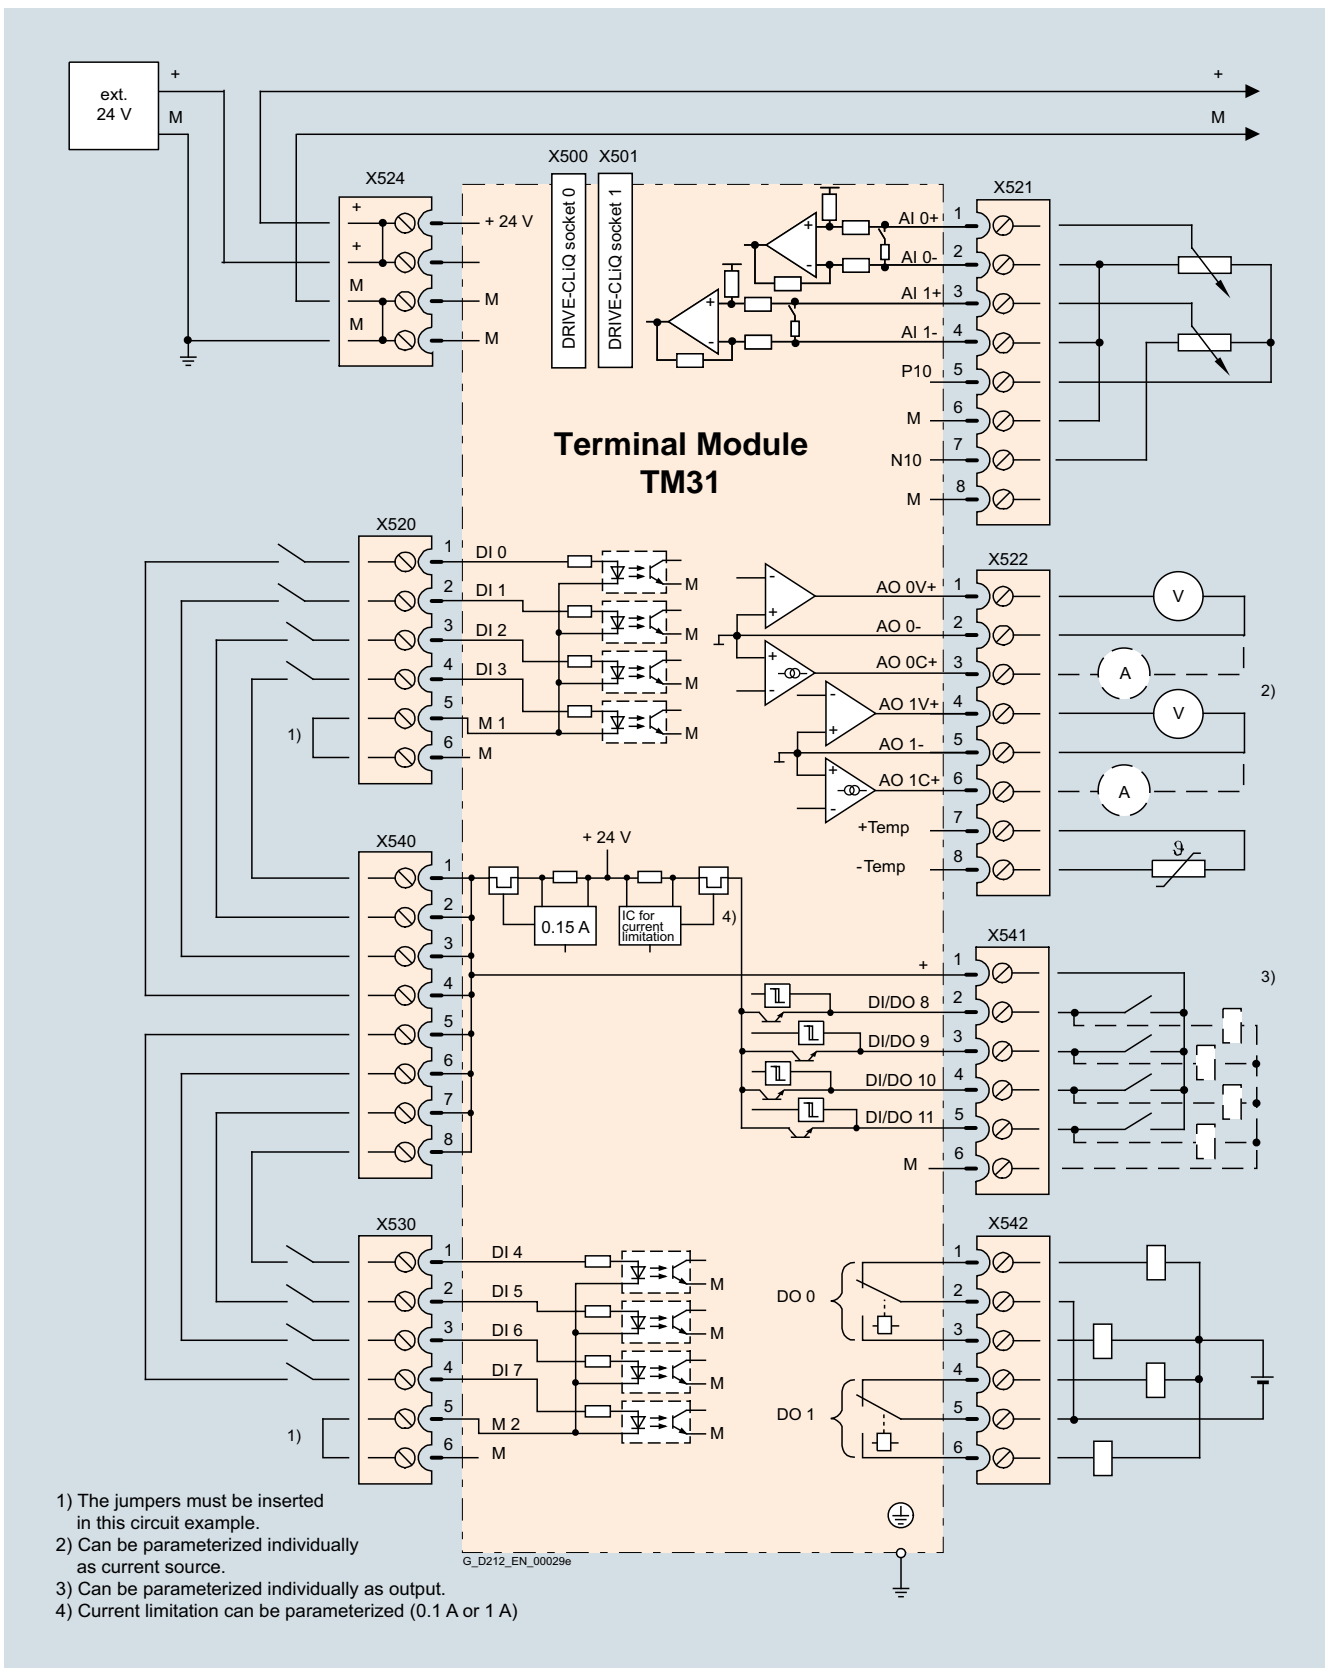 ext.
24 V
+
M
+
M
X524
+
+
M
M
+ 24 V
M
M
X500
X501
DRIVE-CLiQ socket 0
DRIVE-CLiQ socket 1
X521
AI 0+ 1
AI 0- 2
AI 1+ 3
AI 1- 4
P10 5
M 6
N10 7
M 8
+
-
+
-
Terminal Module
TM31
X520
1 DI 0
2 DI 1
3 DI 2
4 DI 3
5 M 1
6 M
1)
M
M
M
M
X522
AO 0V+ 1
AO 0- 2
AO 0C+ 3
AO 1V+ 4
AO 1- 5
AO 1C+ 6
+Temp 7
-Temp 8
-
+
+
-
-
+
+
-
V
A
V
A
2)
ϑ
X540
1
2
3
4
5
6
7
8
+ 24 V
0.15 A
IC for
current
limitation
4)
X541
+ 1
DI/DO 8 2
DI/DO 9 3
DI/DO 10 4
DI/DO 11 5
M 6
3)
X530
1 DI 4
2 DI 5
3 DI 6
4 DI 7
5 M 2
6 M
1)
M
M
M
M
X542
1
2
3
4
5
6
DO 0
DO 1
1) The jumpers must be inserted
in this circuit example.
2) Can be parameterized individually
as current source.
3) Can be parameterized individually as output.
4) Current limitation can be parameterized (0.1 A or 1 A)
G_D212_EN_00029e